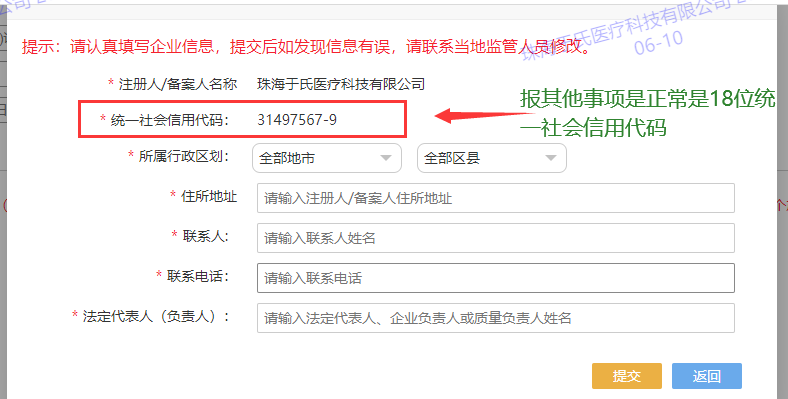 珠海于氏医疗科技有限公司
06-10
提示：请认真填写企业信息，提交后如发现信息有误，请联系当地监管人员修改。
* 注册人/备案人名称 珠海于氏医疗科技有限公司
* 统一社会信用代码： 31497567-9
报其他事项是正常是18位统
一社会信用代码
* 所属行政区划： 全部地市 全部区县
* 住所地址 请输入注册人/备案人住所地址
* 联系人： 请输入联系人姓名
* 联系电话： 请输入联系电话
* 法定代表人（负责人）： 请输入法定代表人、企业负责人或质量负责人姓名
提交 返回